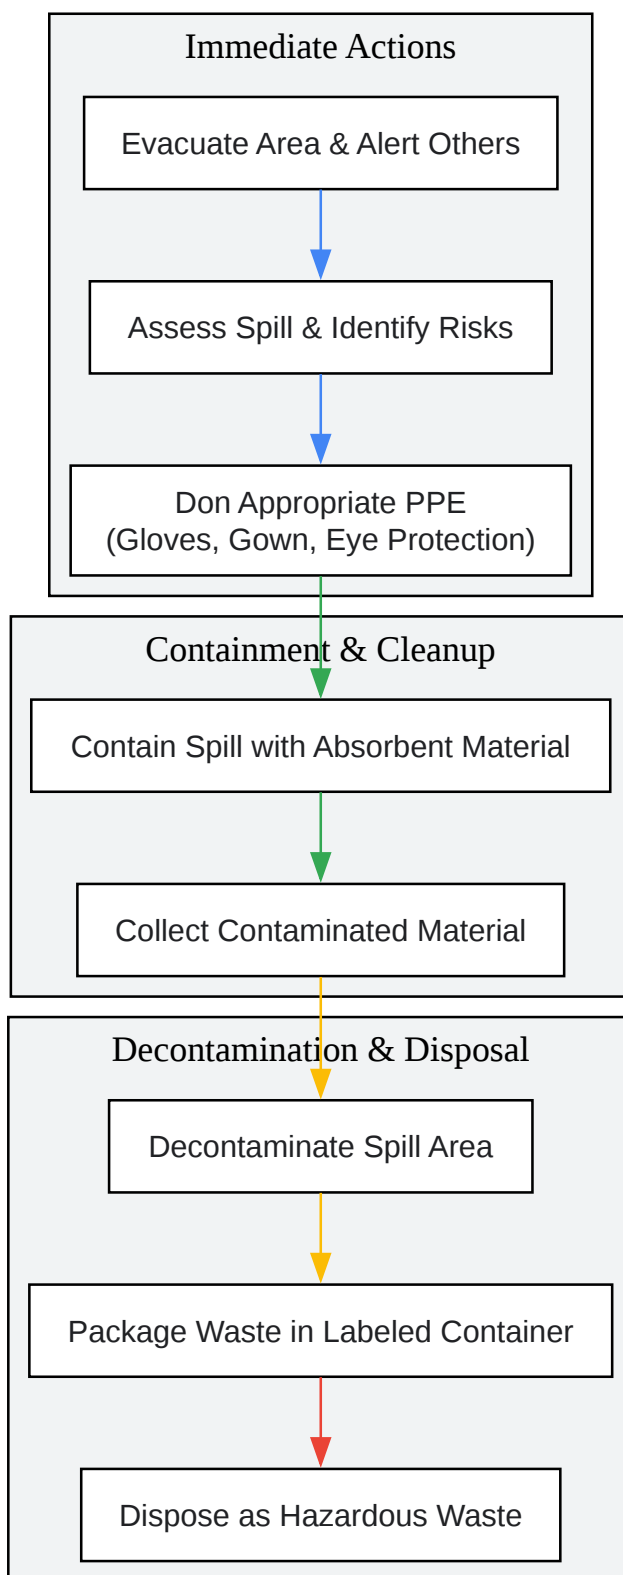 Immediate Actions
Evacuate Area & Alert Others
Assess Spill & Identify Risks
Don Appropriate PPE
(Gloves, Gown, Eye Protection)
Containment & Cleanup
Contain Spill with Absorbent Material
Collect Contaminated Material
Decontamination & Disposal
Decontaminate Spill Area
Package Waste in Labeled Container
Dispose as Hazardous Waste